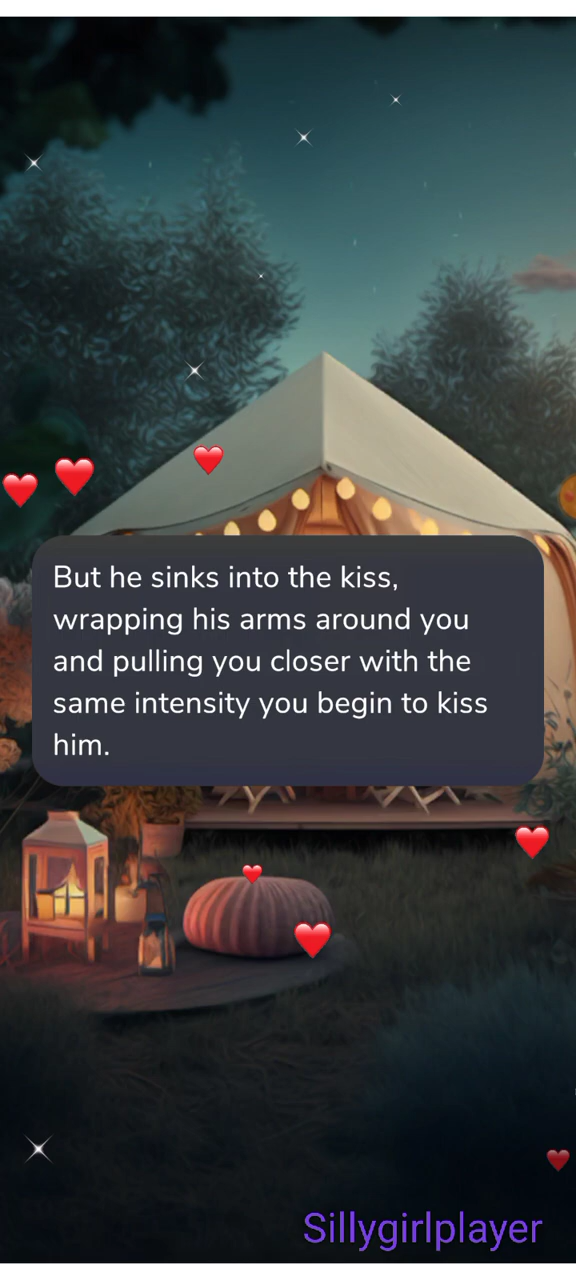 But he sinks into the kiss,
wrapping his arms around you
and pulling you closer with the
same intensity you begin to kiss
him.
Sillygirlplayer